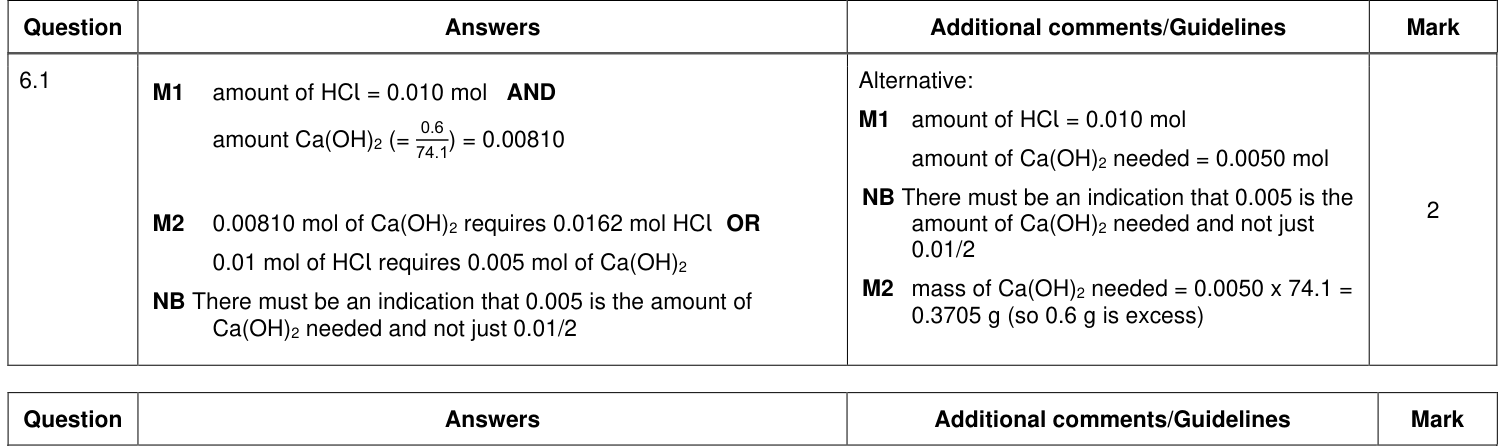 Question Answers Additional comments/Guidelines Mark
6.1
M1 amount of HCl = 0.010 mol AND
amount Ca(OH)₂ (= 0.6/74.1) = 0.00810
M2 0.00810 mol of Ca(OH)₂ requires 0.0162 mol HCl OR
0.01 mol of HCl requires 0.005 mol of Ca(OH)₂
NB There must be an indication that 0.005 is the amount of
Ca(OH)₂ needed and not just 0.01/2
Alternative:
M1 amount of HCl = 0.010 mol
amount of Ca(OH)₂ needed = 0.0050 mol
NB There must be an indication that 0.005 is the
amount of Ca(OH)₂ needed and not just
0.01/2
M2 mass of Ca(OH)₂ needed = 0.0050 x 74.1 =
0.3705 g (so 0.6 g is excess)
2
Question Answers Additional comments/Guidelines Mark